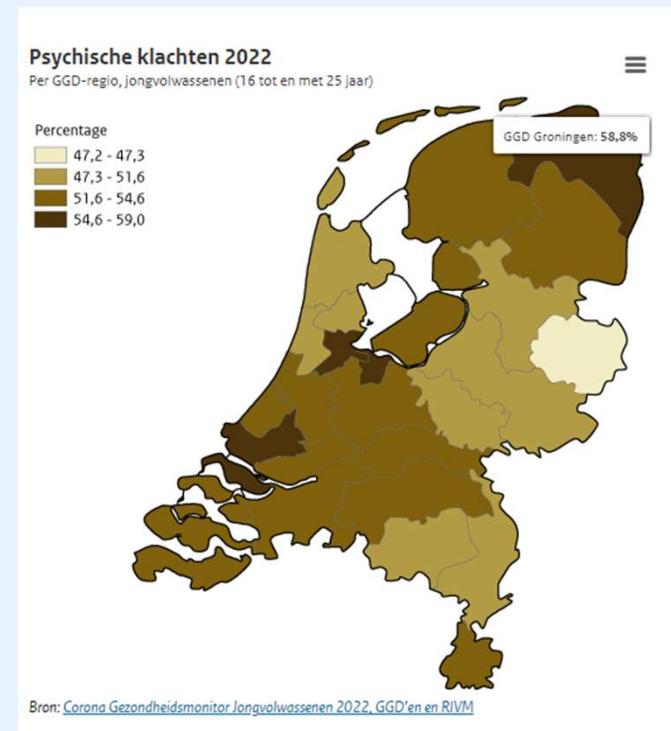 Psychische klachten 2022
Per GGD-regio, jongvolwassenen (16 tot en met 25 jaar)
Percentage
47,2 - 47,3
47,3 - 51,6
51,6 - 54,6
54,6 - 59,0
GGD Groningen: 58,8%
Bron: Corona Gezondheidsmonitor Jongvolwassenen 2022, GGD'en en RIVM